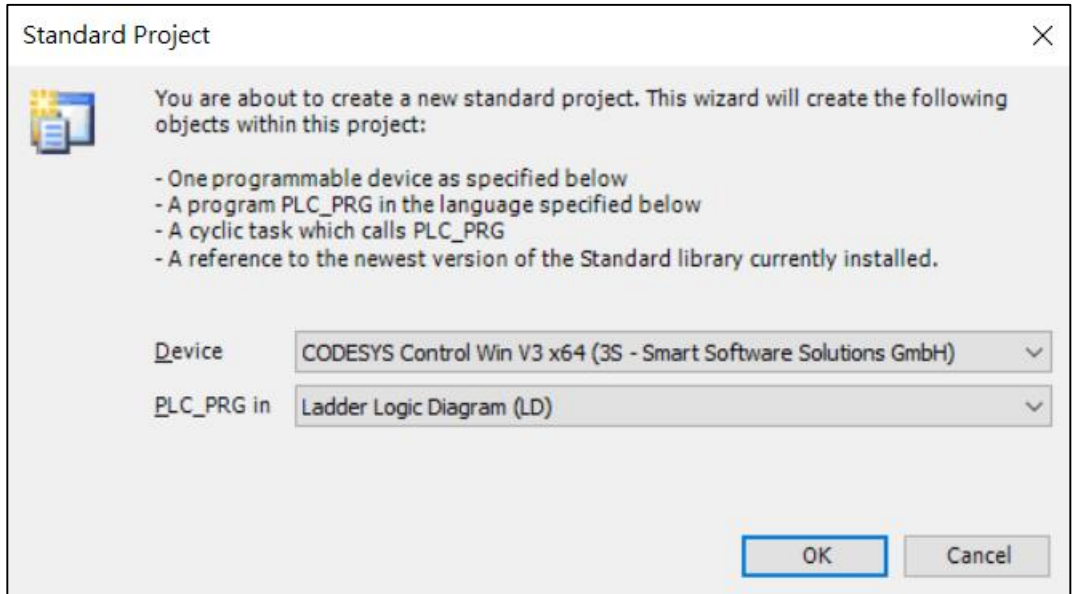 Standard Project
You are about to create a new standard project. This wizard will create the following
objects within this project:
- One programmable device as specified below
- A program PLC_PRG in the language specified below
- A cyclic task which calls PLC_PRG
- A reference to the newest version of the Standard library currently installed.
Device CODESYS Control Win V3 x64 (3S - Smart Software Solutions GmbH)
PLC_PRG in Ladder Logic Diagram (LD)
OK Cancel